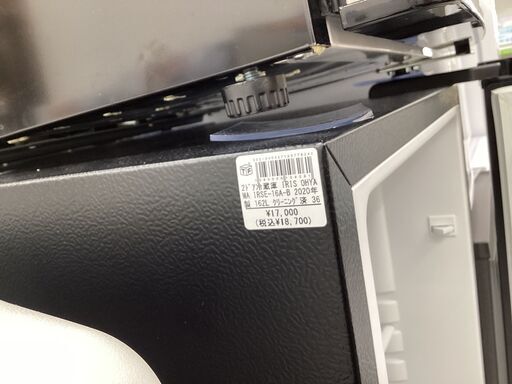 2ﾄﾞｱ冷蔵庫 IRIS OHYA
MA IRSE-16A-B 2020年
製 162L ｸﾘｰﾆﾝｸﾞ済 36
¥17,000
(税込¥18,700)